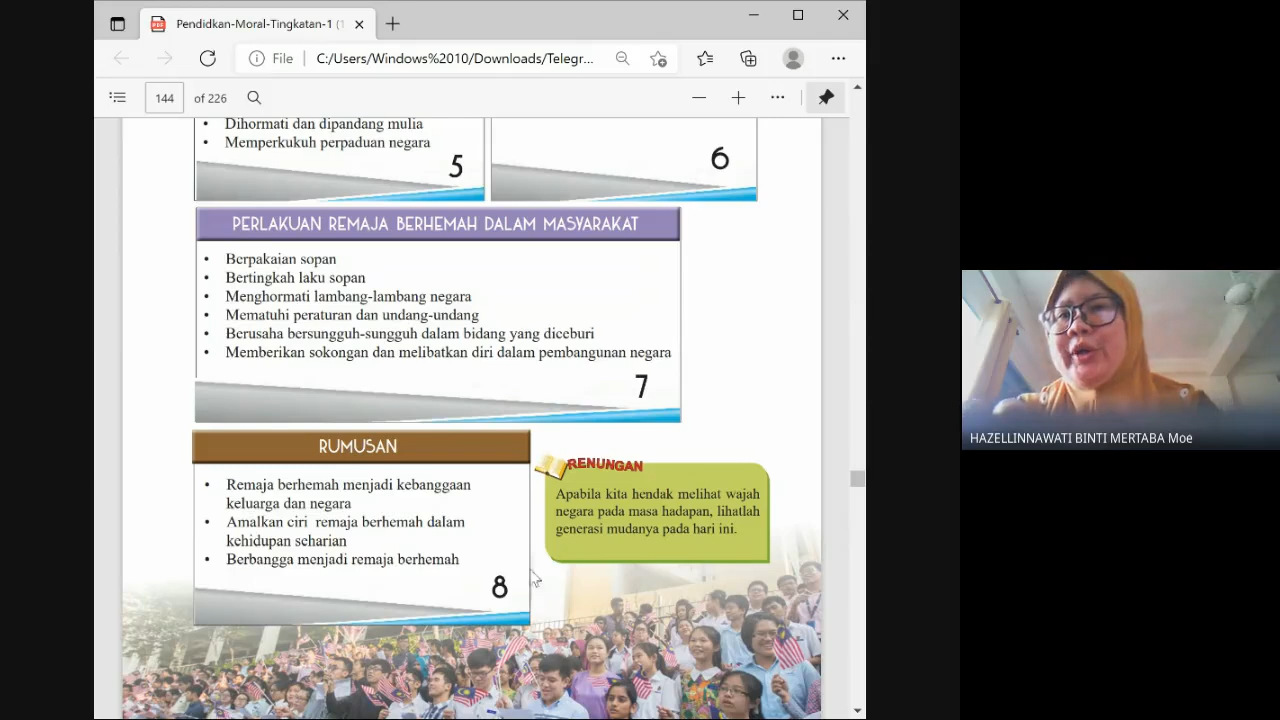 Pendidkan-Moral-Tingkatan-1 (1
File
C:/Users/Windows%2010/Downloads/Telegr...
144 of 226
• Dihormati dan dipandang mulia
• Memperkukuh perpaduan negara
5
6
PERLAKUAN REMAJA BERHEMAH DALAM MASYARAKAT
• Berpakaian sopan
• Bertingkah laku sopan
• Menghormati lambang-lambang negara
• Mematuhi peraturan dan undang-undang
• Berusaha bersungguh-sungguh dalam bidang yang diceburi
• Memberikan sokongan dan melibatkan diri dalam pembangunan negara
7
RUMUSAN
• Remaja berhemah menjadi kebanggaan
keluarga dan negara
• Amalkan ciri remaja berhemah dalam
kehidupan seharian
• Berbangga menjadi remaja berhemah
8
RENUNGAN
Apabila kita hendak melihat wajah
negara pada masa hadapan, lihatlah
generasi mudanya pada hari ini.
HAZELLINNAWATI BINTI MERTABA Moe